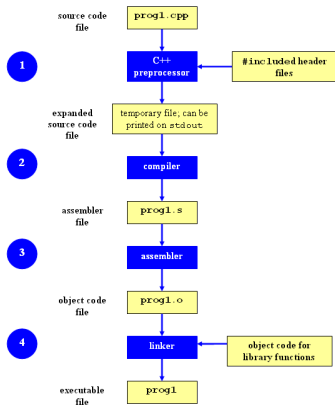 source code
file
prog1.cpp
1
C++
preprocessor
#included header
files
expanded
source code
file
temporary file; can be
printed on stdout
2
compiler
assembler
file
prog1.s
3
assembler
object code
file
prog1.o
4
linker
object code for
library functions
executable
file
prog1